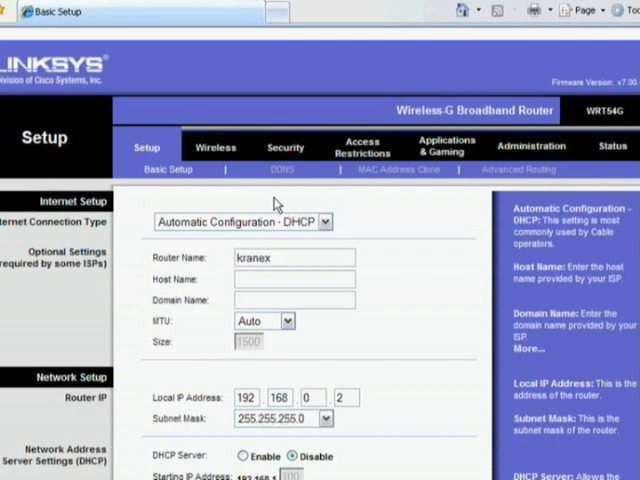 Basic Setup
Page
Too
LINKSYS®
Division of Cisco Systems, Inc.
Firmware Version: v7.00.
Wireless-G Broadband Router WRT54G
Setup
Setup Wireless Security Access Restrictions Applications & Gaming Administration Status
Basic Setup | DDNS | MAC Address Clone | Advanced Routing
Internet Setup
ternet Connection Type
Automatic Configuration - DHCP
Optional Settings
required by some ISPs)
Router Name: kranex
Host Name:
Domain Name:
MTU: Auto
Size: 1500
Network Setup
Router IP
Local IP Address: 192 . 168 . 0 . 2
Subnet Mask: 255.255.255.0
Network Address
Server Settings (DHCP)
DHCP Server: Enable Disable
Starting IP Address: 192.168.1. 100
Automatic Configuration -
DHCP: This setting is most
commonly used by Cable
operators.
Host Name: Enter the host
name provided by your ISP.
Domain Name: Enter the
domain name provided by your
ISP.
More...
Local IP Address: This is the
address of the router.
Subnet Mask: This is the
subnet mask of the router.
DHCP Server: Allows the